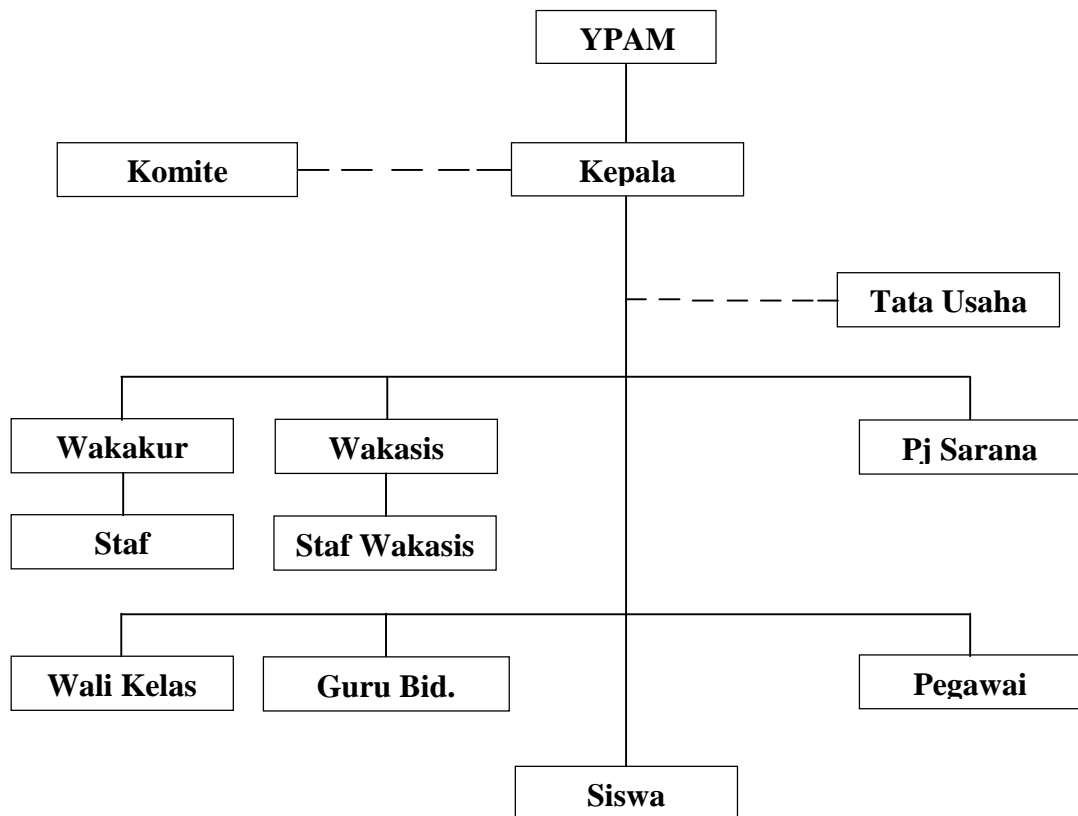 YPAM
Komite
Kepala
Tata Usaha
Wakakur
Wakasis
Pj Sarana
Staf
Staf Wakasis
Wali Kelas
Guru Bid.
Pegawai
Siswa